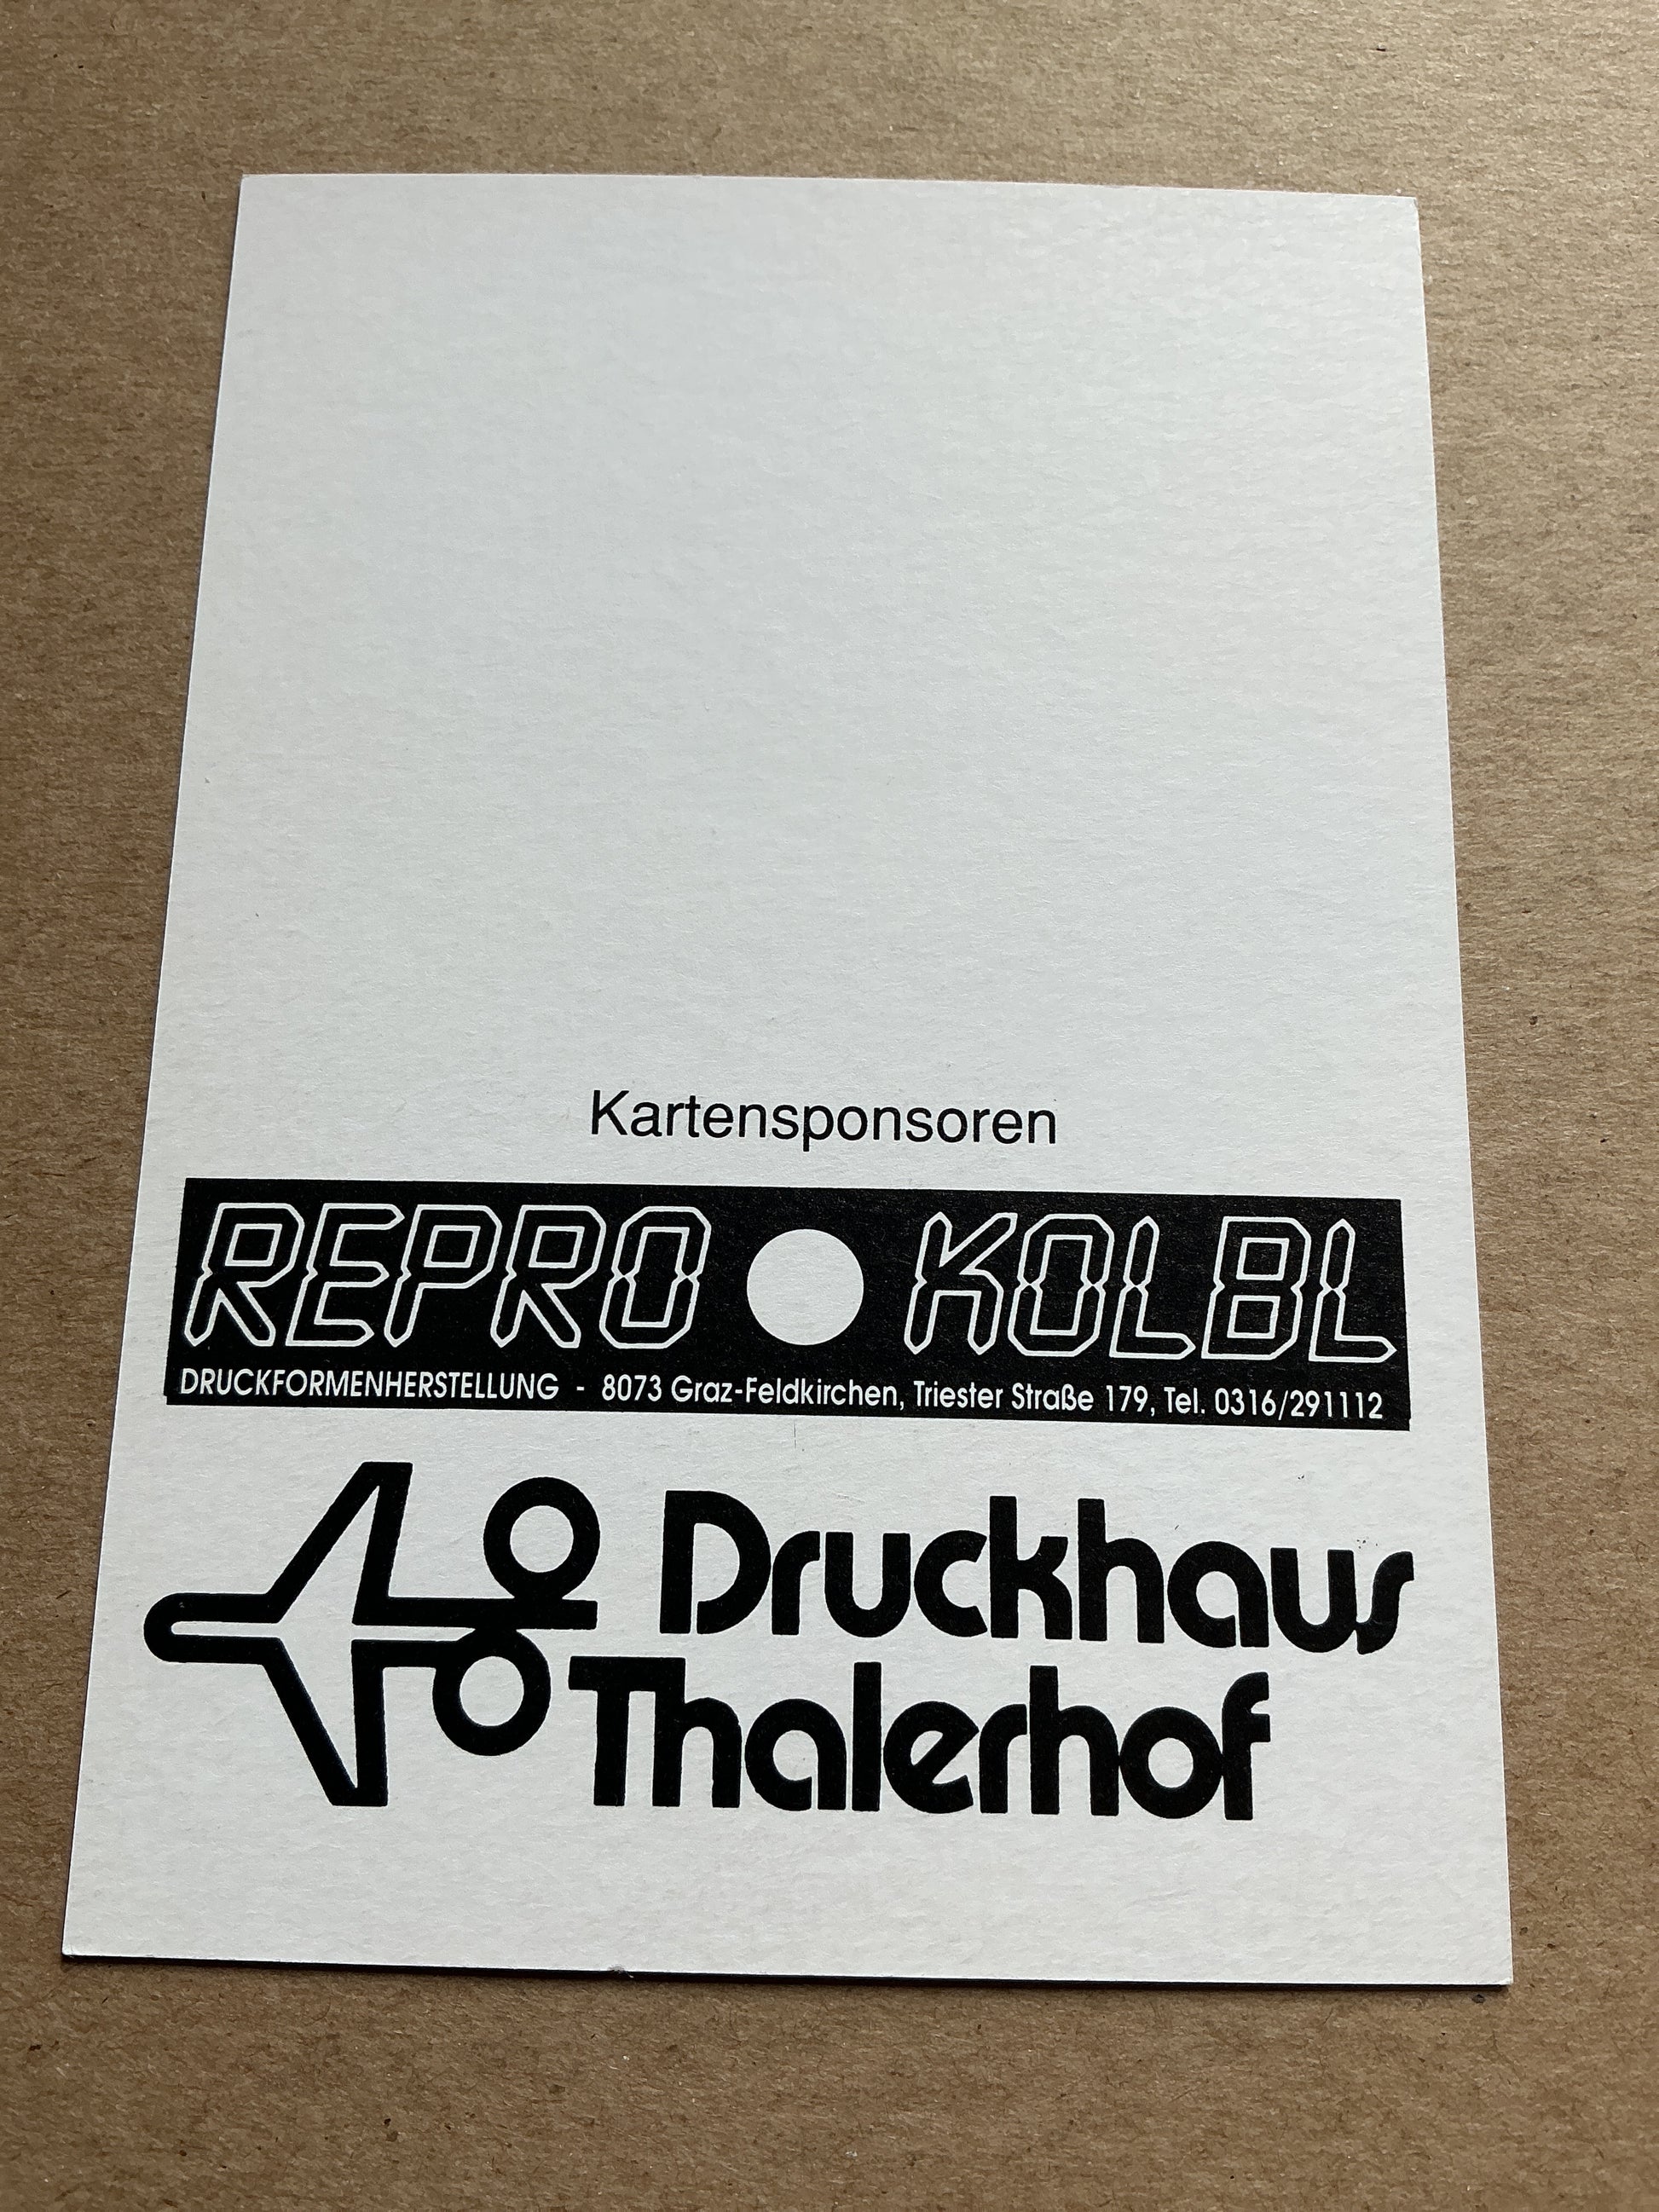 Kartensponsoren
REPRO KOLBL
DRUCKFORMENHERSTELLUNG - 8073 Graz-Feldkirchen, Triester Straße 179, Tel. 0316/291112
Druckhaus
Thalerhof